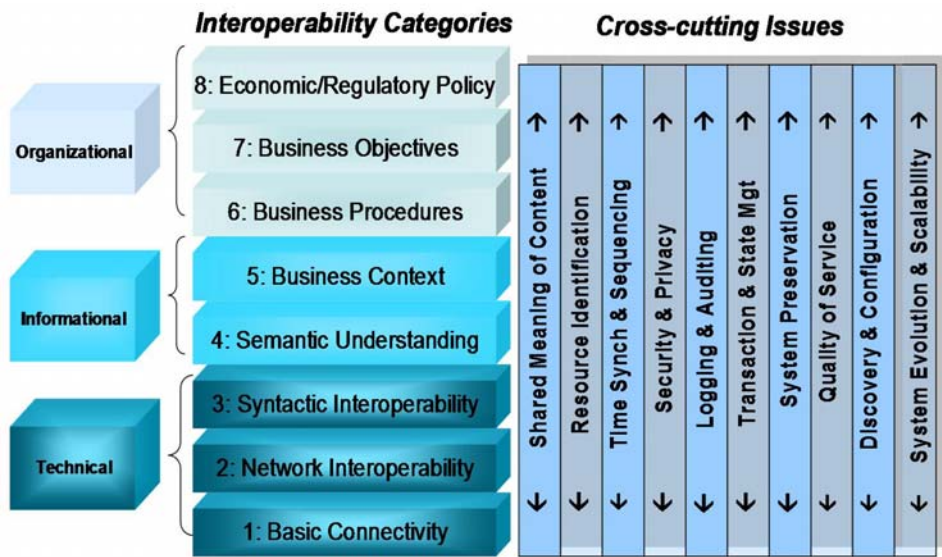 Interoperability Categories
Cross-cutting Issues
Organizational
8: Economic/Regulatory Policy
7: Business Objectives
6: Business Procedures
Informational
5: Business Context
4: Semantic Understanding
Technical
3: Syntactic Interoperability
2: Network Interoperability
1: Basic Connectivity
Shared Meaning of Content
Resource Identification
Time Synch & Sequencing
Security & Privacy
Logging & Auditing
Transaction & State Mgt
System Preservation
Quality of Service
Discovery & Configuration
System Evolution & Scalability